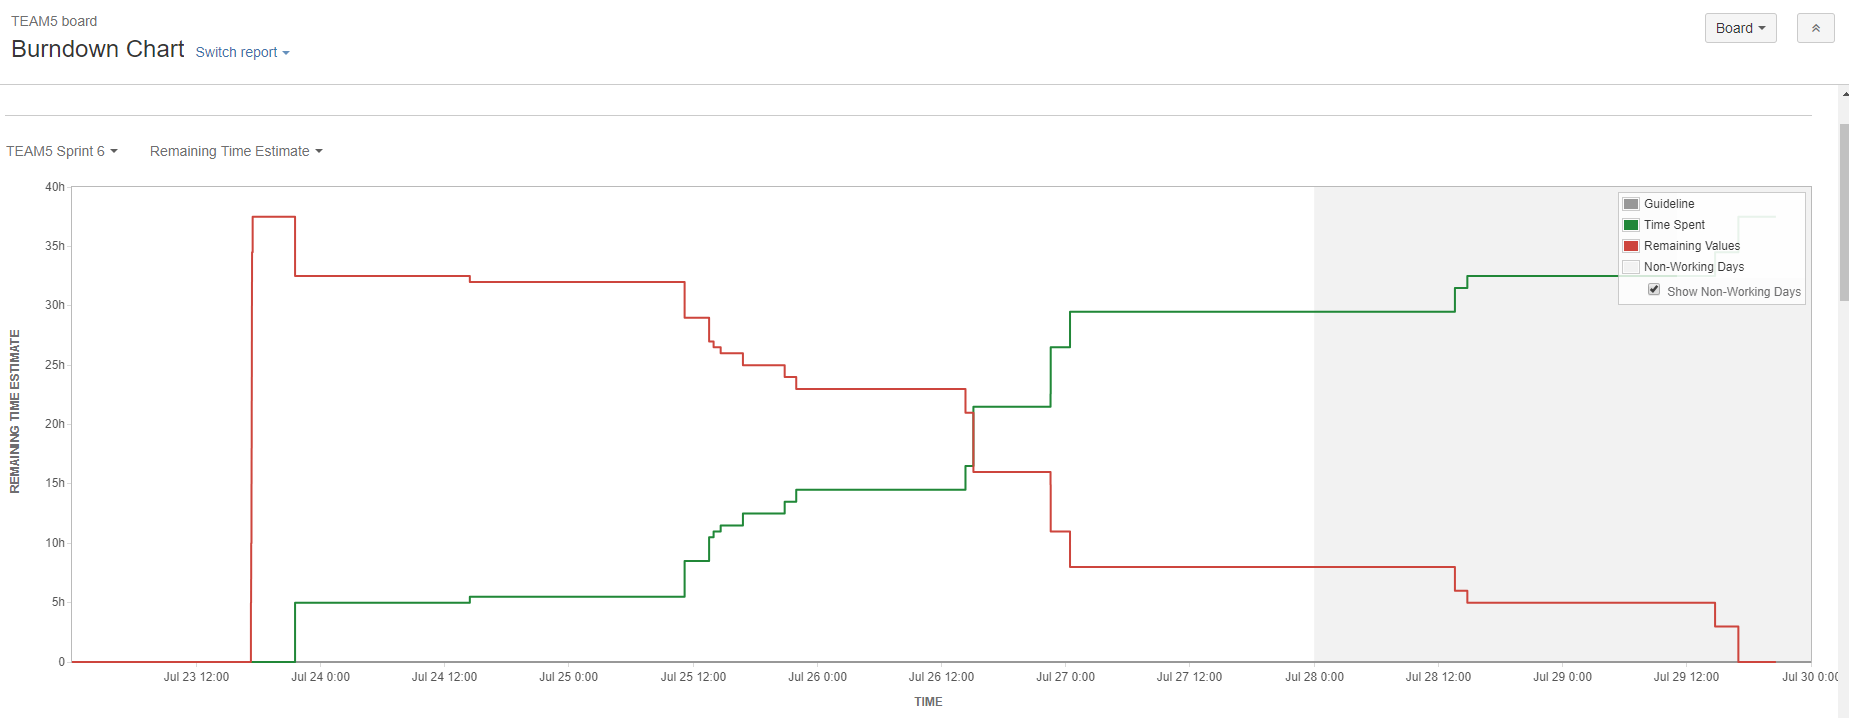 TEAM5 board
Burndown Chart Switch report
Board
TEAM5 Sprint 6 Remaining Time Estimate
40h
35h
30h
25h
20h
15h
10h
5h
0
REMAINING TIME ESTIMATE
Guideline
Time Spent
Remaining Values
Non-Working Days
Show Non-Working Days
Jul 23 12:00 Jul 24 0:00 Jul 24 12:00 Jul 25 0:00 Jul 25 12:00 Jul 26 0:00 Jul 26 12:00 Jul 27 0:00 Jul 27 12:00 Jul 28 0:00 Jul 28 12:00 Jul 29 0:00 Jul 29 12:00 Jul 30 0:00
TIME